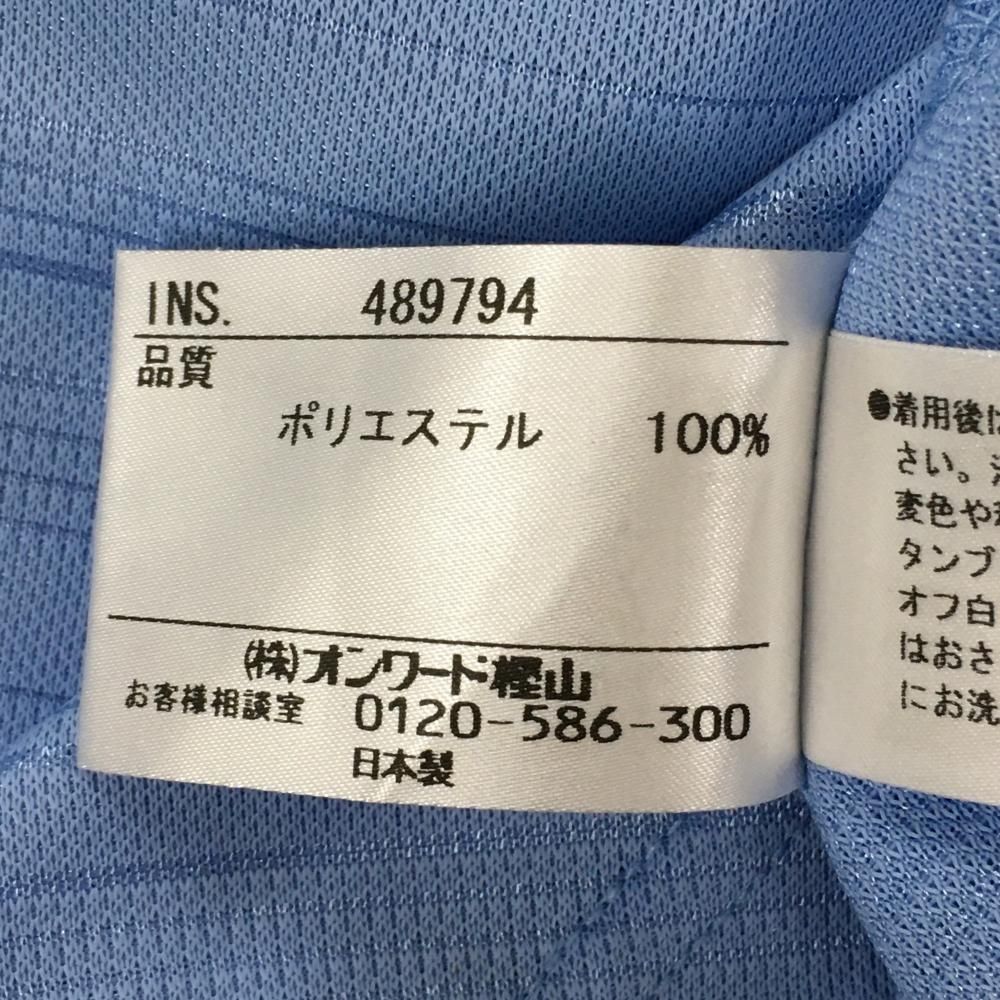 INS. 489794
品質
ポリエステル 100%
(株)オンワード樫山
お客様相談室 0120-586-300
日本製
●着用後は
さい。
変色や
タンブ
オフ白
はおさ
にお洗